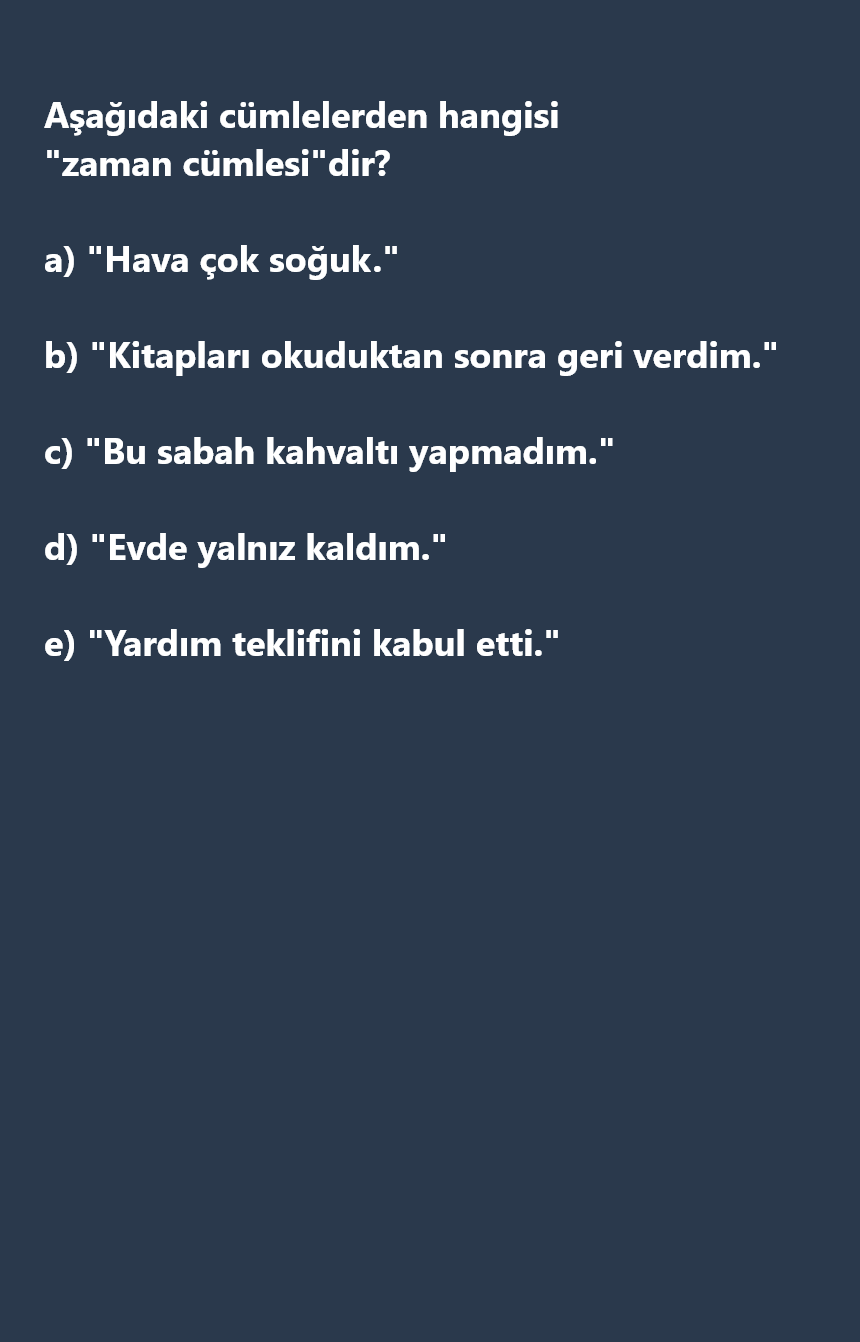 Aşağıdaki cümlelerden hangisi
"zaman cümlesi"dir?
a) "Hava çok soğuk."
b) "Kitapları okuduktan sonra geri verdim."
c) "Bu sabah kahvaltı yapmadım."
d) "Evde yalnız kaldım."
e) "Yardım teklifini kabul etti."